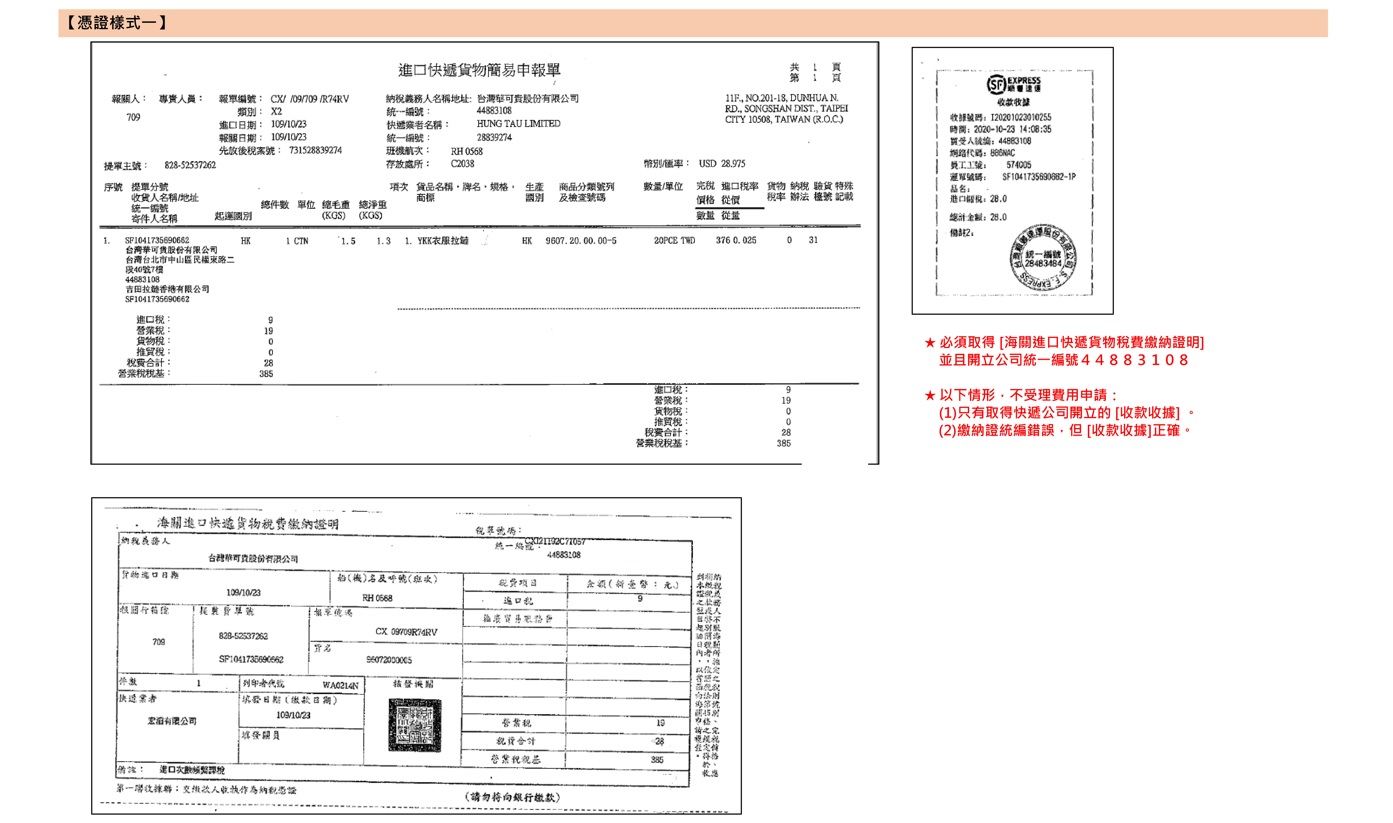 【憑證樣式一】
進口快遞貨物簡易申報單
共 1 頁
第 1 頁
報關人： 專責人員： 報單編號： CX/ /09/709 /R74RV
709
類別： X2
進口日期： 109/10/23
報關日期： 109/10/23
先放後稅案號： 731528839274
納稅義務人名稱地址： 台灣華可貴股份有限公司
統一編號： 44883108
快遞業者名稱： HUNG TAU LIMITED
統一編號： 28839274
班機航次： RH 0568
存放處所： C2038
11F., NO.201-18, DUNHUA N.
RD., SONGSHAN DIST., TAIPEI
CITY 10508, TAIWAN (R.O.C.)
提單主號： 828-52537262
幣別/匯率： USD 28.975
序號 提單分號
收貨人名稱/地址
統一編號
寄件人名稱
起運國別
總件數 單位 總毛重 總淨重
(KGS) (KGS)
項次 貨品名稱，牌名，規格，
商標
生產
國別
商品分類號列
及檢查號碼
數量/單位
完稅 進口稅率 貨物 納稅 驗貨 特殊
價格 從價 稅率 辦法 櫃號 記載
數量 從量
1. SF1041735690662 HK 1 CTN 1.5 1.3 1. YKK衣服拉鏈 HK 9607.20.00.00-5 20PCE TWD 376 0.025 0 31
台灣華可貴股份有限公司
台灣台北市中山區民權東路二
段40號7樓
44883108
吉田拉鏈香港有限公司
SF1041735690662
進口稅： 9
營業稅： 19
貨物稅： 0
推貿稅： 0
稅費合計： 28
營業稅稅基： 385
進口稅： 9
營業稅： 19
貨物稅： 0
推貿稅： 0
稅費合計： 28
營業稅稅基： 385
SF EXPRESS
順豐速運
收款收據
收據號碼：I20201023010255
時間：2020-10-23 14:08:35
買受人統編：44883108
網路代碼：886NAC
員工工號： 574005
運單號碼： SF1041735690662-1P
品名：
進口關稅：28.0
總計金額：28.0
備註2：
統一編號
28483484
S.F. EXPRESS
★ 必須取得 [海關進口快遞貨物稅費繳納證明]
並且開立公司統一編號４４８８３１０８
★ 以下情形，不受理費用申請：
(1)只有取得快遞公司開立的 [收款收據] 。
(2)繳納證統編錯誤，但 [收款收據]正確。
海關進口快遞貨物稅費繳納證明
稅單號碼：
CXI21192C71057
統一編號：
44883108
納稅義務人
台灣華可貴股份有限公司
貨物進口日期
109/10/23
船(機)名及呼號(班次)
RH 0568
稅費項目 金額(新臺幣：元)
進口稅 9
推廣貿易服務費
報關行箱號
709
提數貨單號
828-52537262
SF1041735690662
報單號碼
CX 09709R74RV
貨名
96072000005
件數 1
到單者代號 WA0214N
填發機關
快遞業者
宏滔有限公司
填發日期(繳款日期)
109/10/23
填發關員
營業稅 19
稅費合計 28
營業稅稅基 385
備註： 進口次數頻繁課稅
第一聯收據聯：交繳款人收執作為納稅憑證
(請勿持向銀行繳款)